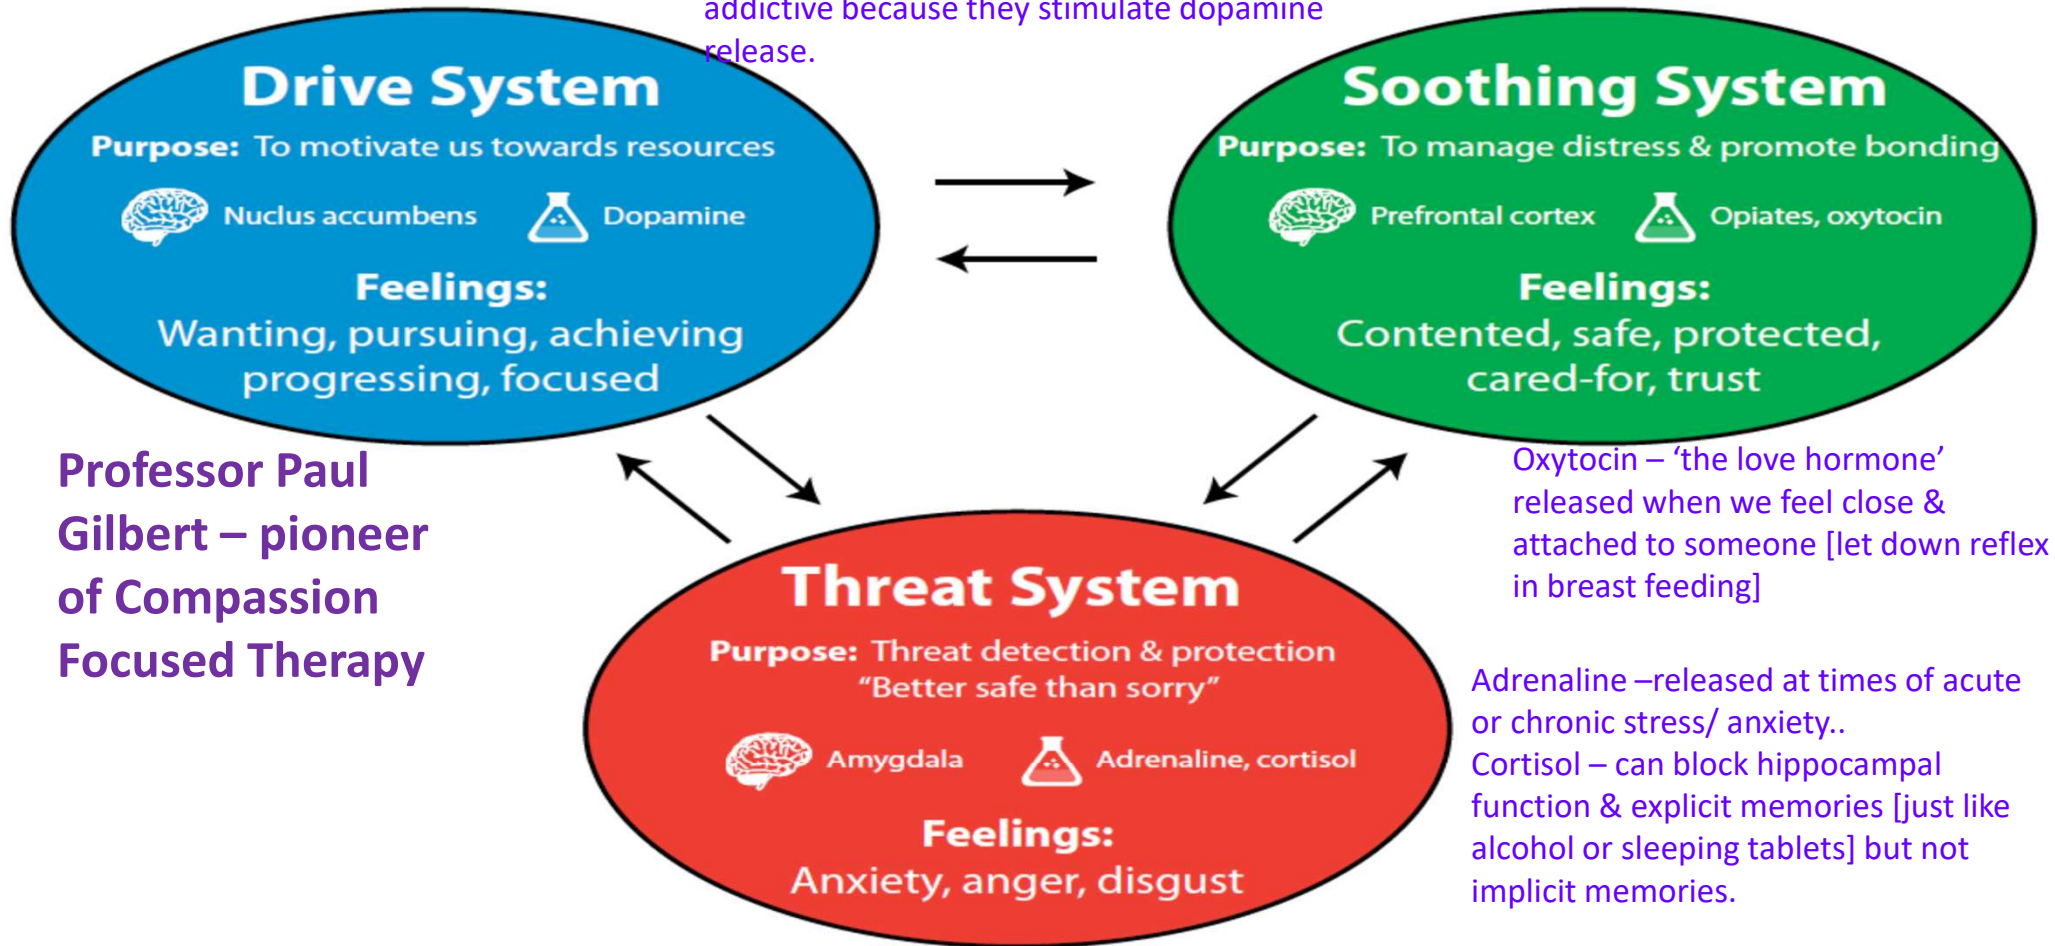 addictive because they stimulate dopamine
release.
Drive System
Purpose: To motivate us towards resources
Nuclus accumbens
Dopamine
Feelings:
Wanting, pursuing, achieving
progressing, focused
Soothing System
Purpose: To manage distress & promote bonding
Prefrontal cortex
Opiates, oxytocin
Feelings:
Contented, safe, protected,
cared-for, trust
Professor Paul
Gilbert – pioneer
of Compassion
Focused Therapy
Oxytocin – ‘the love hormone’
released when we feel close &
attached to someone [let down reflex
in breast feeding]
Threat System
Purpose: Threat detection & protection
“Better safe than sorry”
Amygdala
Adrenaline, cortisol
Feelings:
Anxiety, anger, disgust
Adrenaline –released at times of acute
or chronic stress/ anxiety..
Cortisol – can block hippocampal
function & explicit memories [just like
alcohol or sleeping tablets] but not
implicit memories.